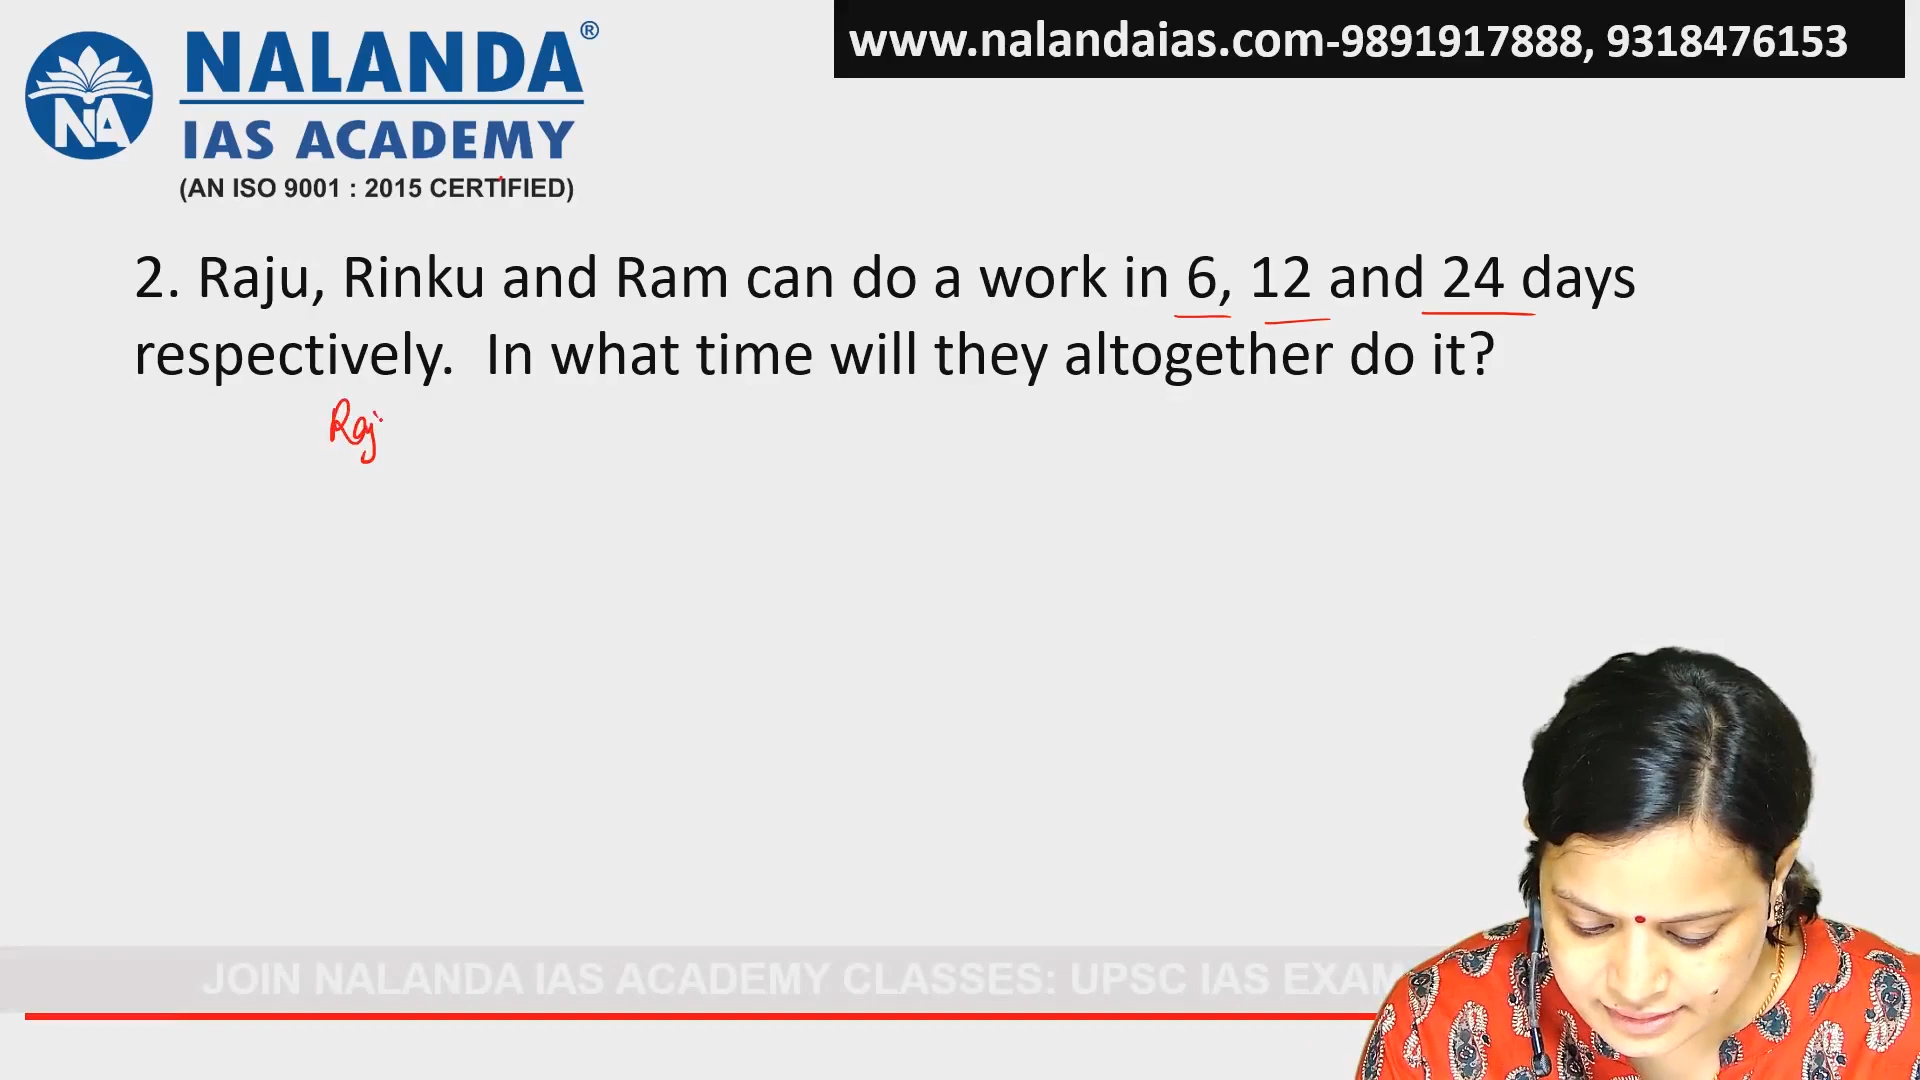 NALANDA®
IAS ACADEMY
(AN ISO 9001 : 2015 CERTIFIED)
NA
www.nalandaias.com-9891917888, 9318476153
2. Raju, Rinku and Ram can do a work in 6, 12 and 24 days
respectively. In what time will they altogether do it?
Raj
JOIN NALANDA IAS ACADEMY CLASSES: UPSC IAS EXAM